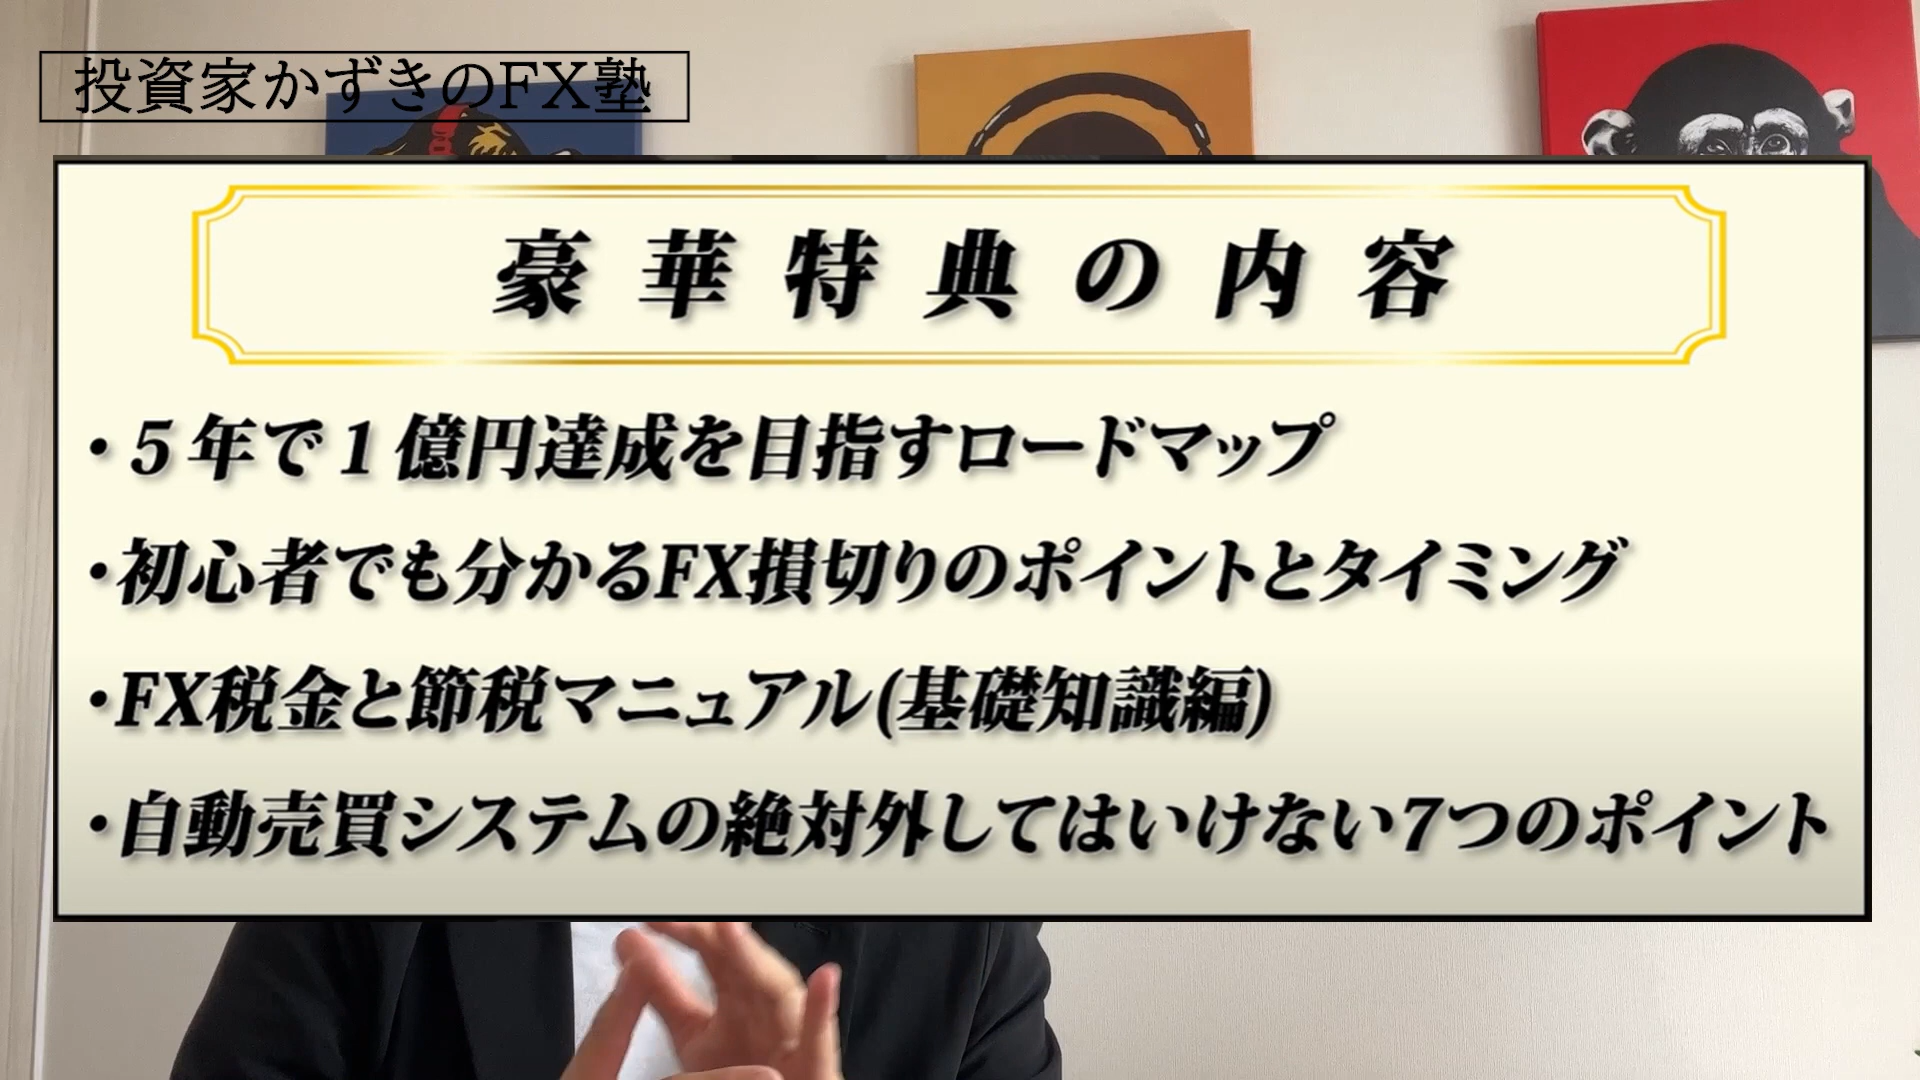 投資家かずきのFX塾
豪華特典の内容
・５年で１億円達成を目指すロードマップ
・初心者でも分かるFX損切りのポイントとタイミング
・FX税金と節税マニュアル(基礎知識編)
・自動売買システムの絶対外してはいけない7つのポイント